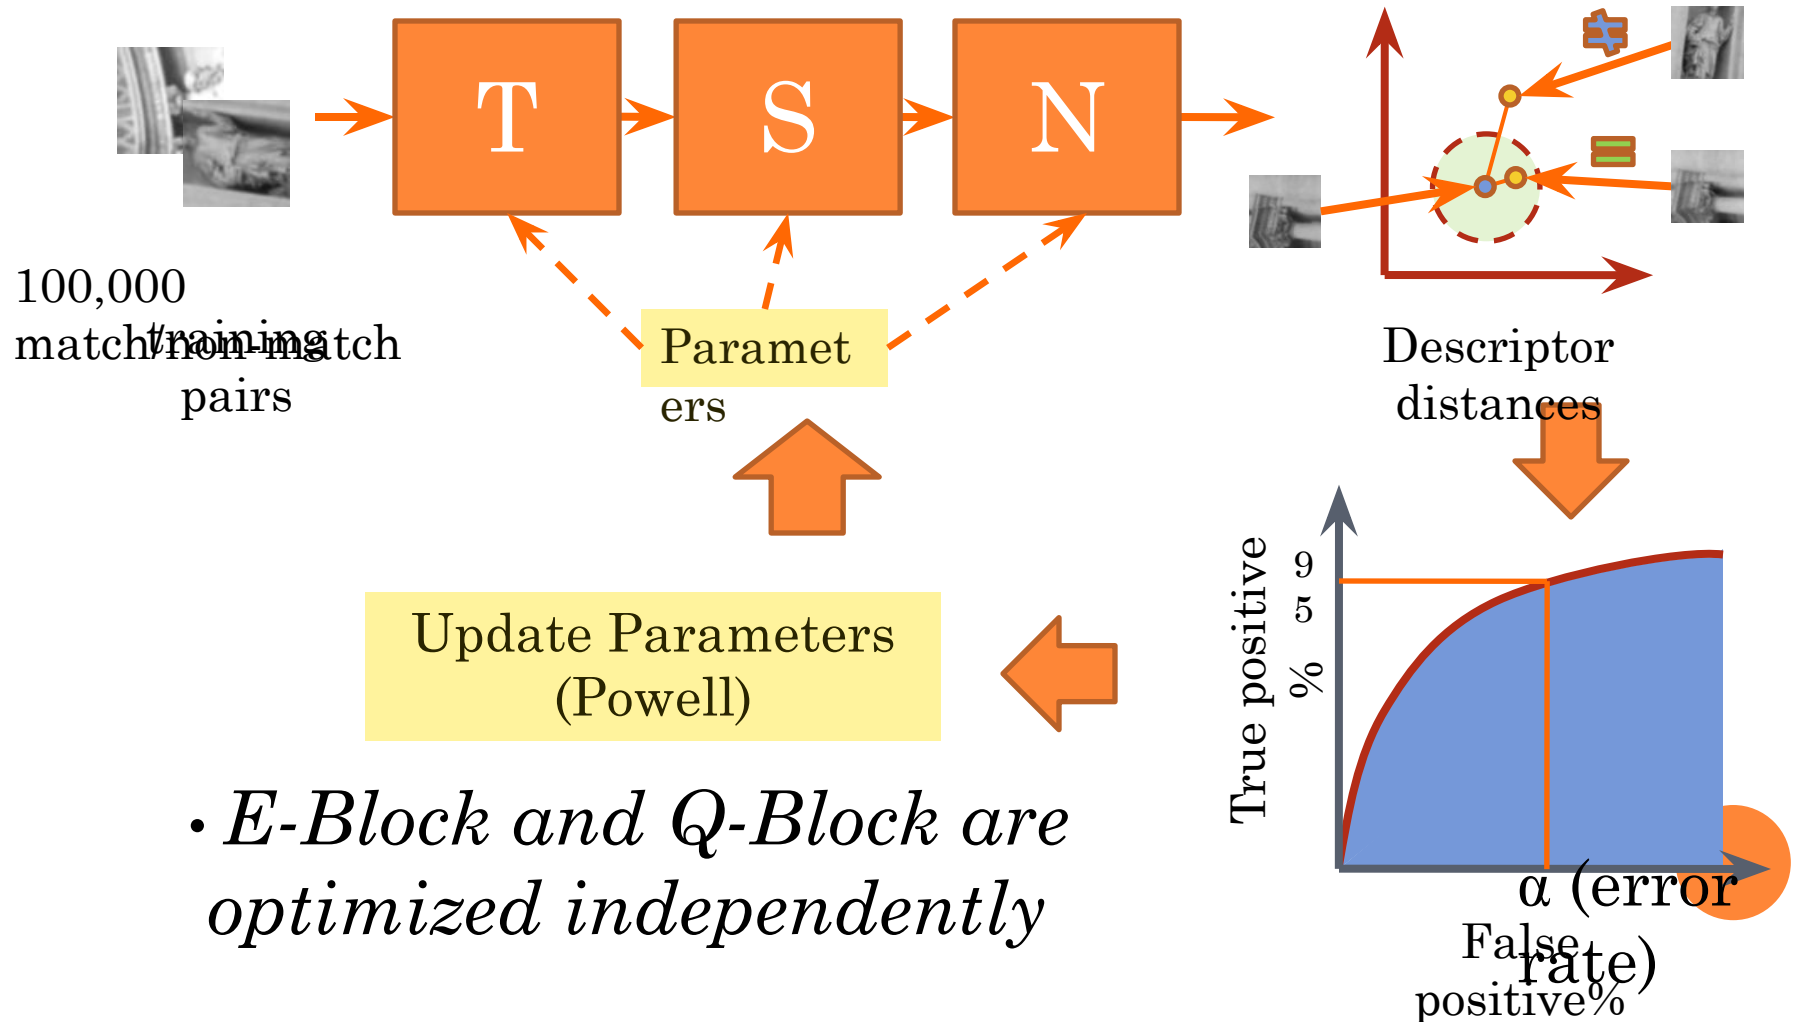 T
S
N
≠
=
100,000
match/non-match
training
pairs
Paramet
ers
Descriptor
distances
Update Parameters
(Powell)
True positive
%
9
5
• E-Block and Q-Block are
optimized independently
α (error
rate)
False
positive%